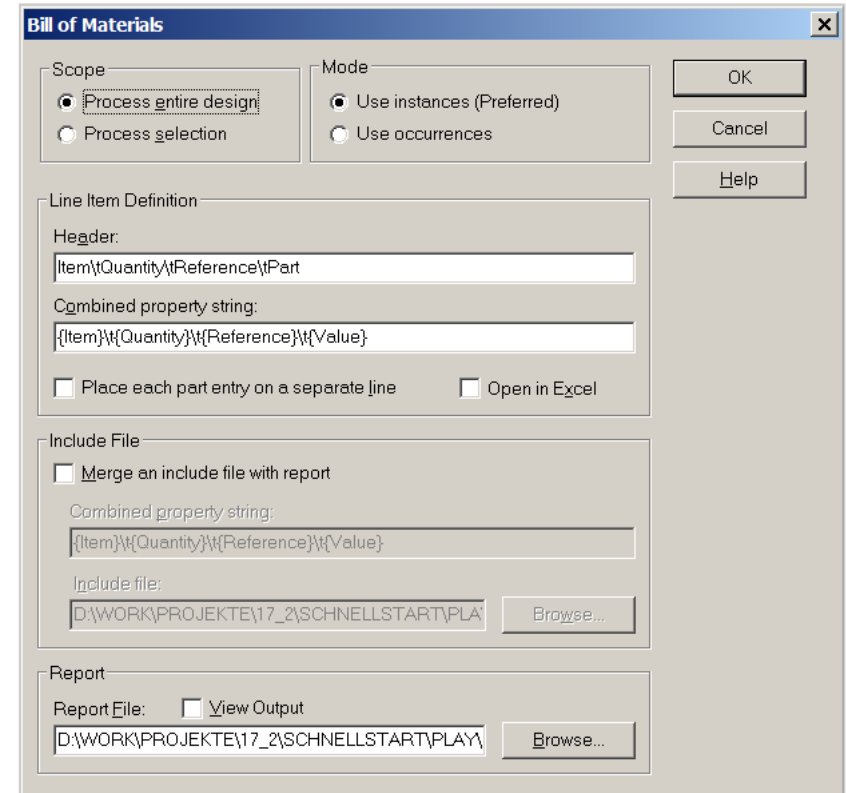 Bill of Materials
Scope
Process entire design
Process selection
Mode
Use instances (Preferred)
Use occurrences
OK
Cancel
Help
Line Item Definition
Header:
Item\tQuantity\tReference\tPart
Combined property string:
{Item}\t{Quantity}\t{Reference}\t{Value}
Place each part entry on a separate line
Open in Excel
Include File
Merge an include file with report
Combined property string:
{Item}\t{Quantity}\t{Reference}\t{Value}
Include file:
D:\WORK\PROJEKTE\17_2\SCHNELLSTART\PLAY
Browse...
Report
Report File:
View Output
D:\WORK\PROJEKTE\17_2\SCHNELLSTART\PLAY\
Browse...